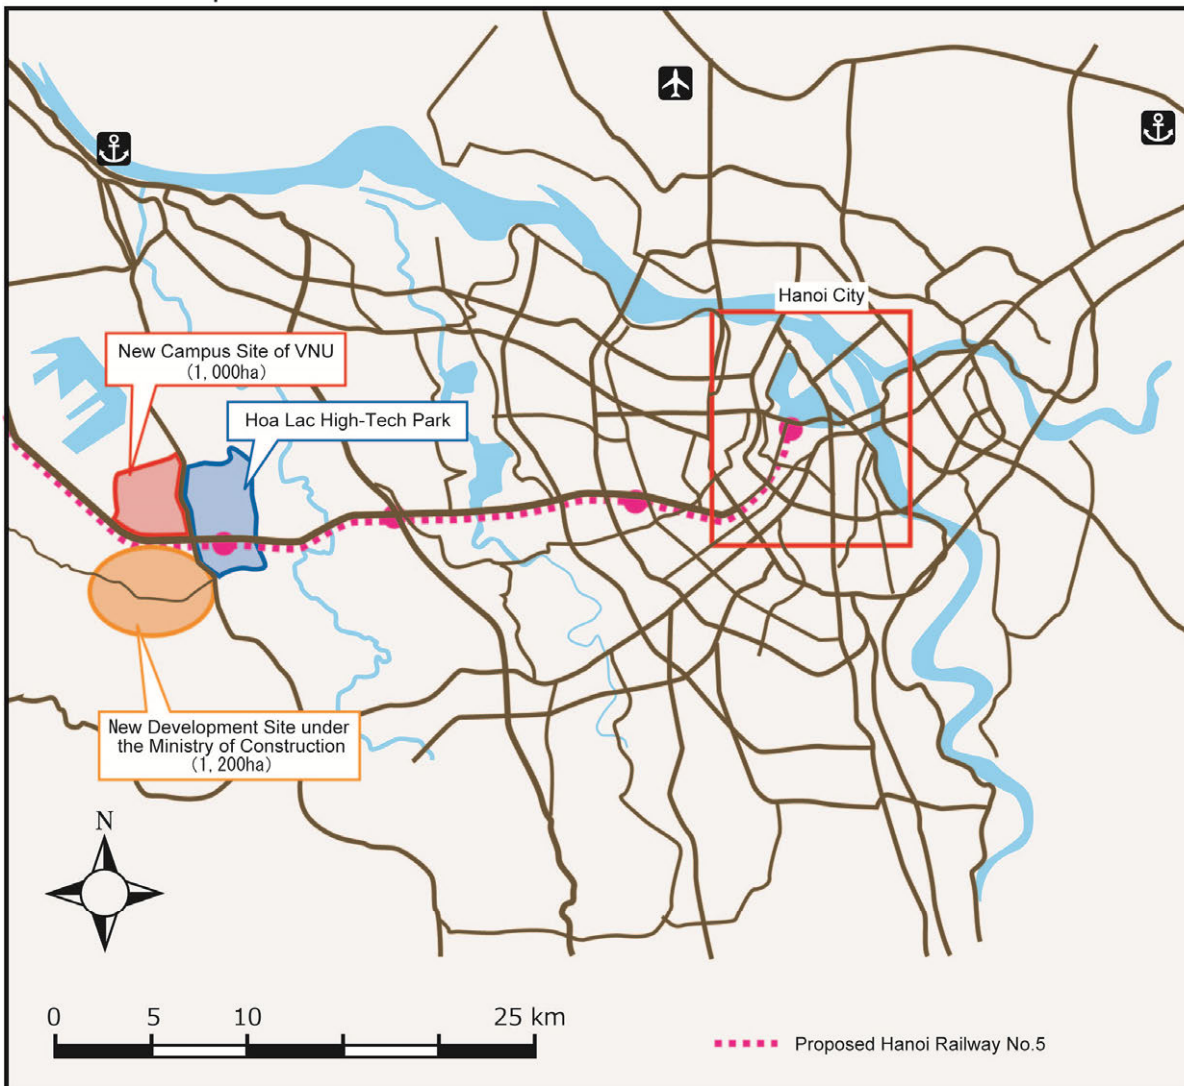 Hanoi City
New Campus Site of VNU
(1,000ha)
Hoa Lac High-Tech Park
New Development Site under
the Ministry of Construction
(1,200ha)
N
0 5 10 25 km
Proposed Hanoi Railway No.5